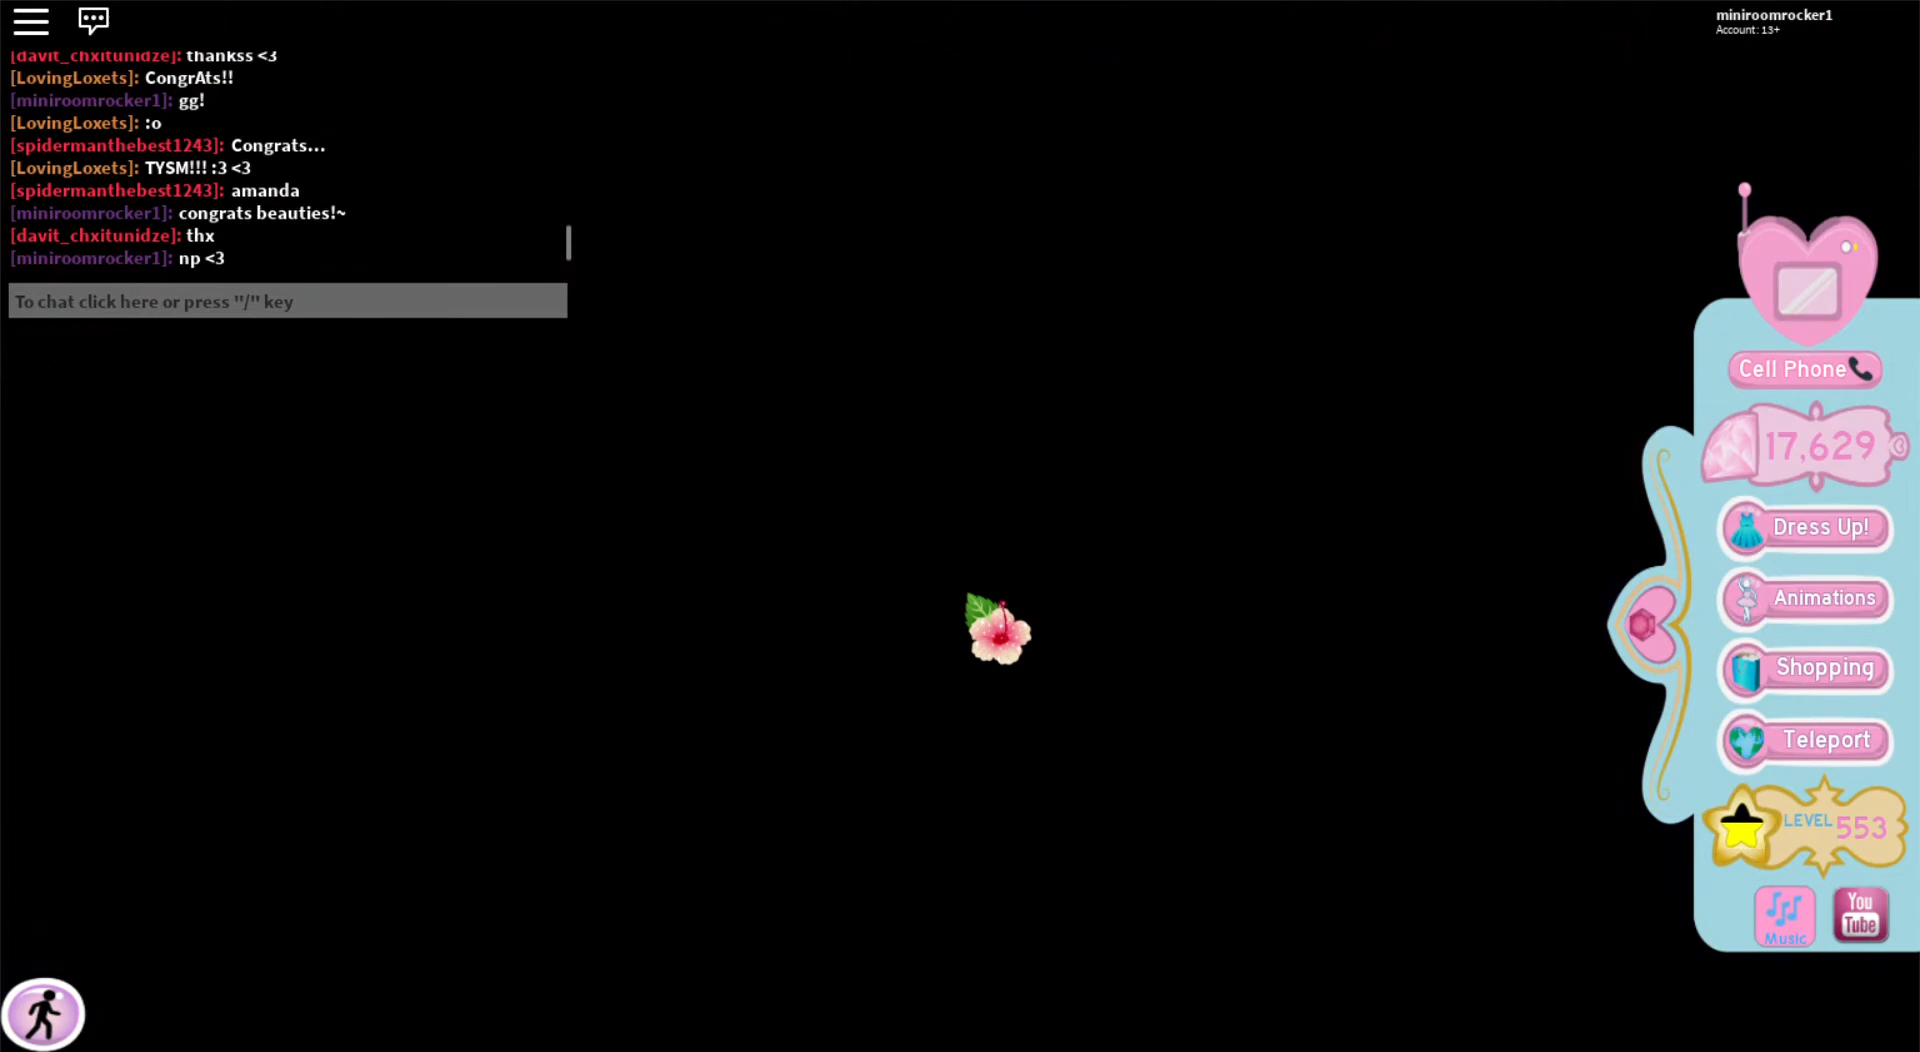 miniroomrocker1
Account: 13+
[davit_chxitunidze]: thankss <3
[LovingLoxets]: CongrAts!!
[miniroomrocker1]: gg!
[LovingLoxets]: :o
[spidermanthebest1243]: Congrats...
[LovingLoxets]: TYSM!!! :3 <3
[spidermanthebest1243]: amanda
[miniroomrocker1]: congrats beauties!~
[davit_chxitunidze]: thx
[miniroomrocker1]: np <3
To chat click here or press "/" key
Cell Phone
17,629
Dress Up!
Animations
Shopping
Teleport
LEVEL 553
Music
You
Tube